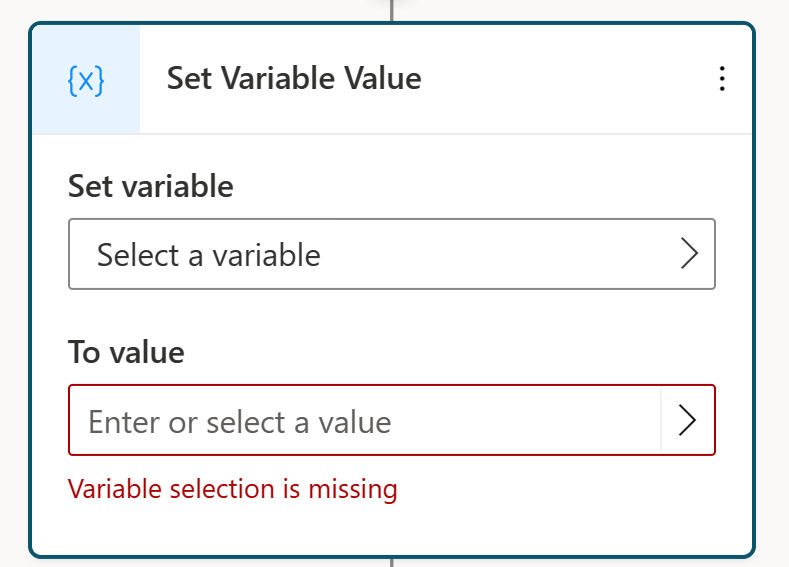 {x}
Set Variable Value
Set variable
Select a variable
To value
Enter or select a value
Variable selection is missing